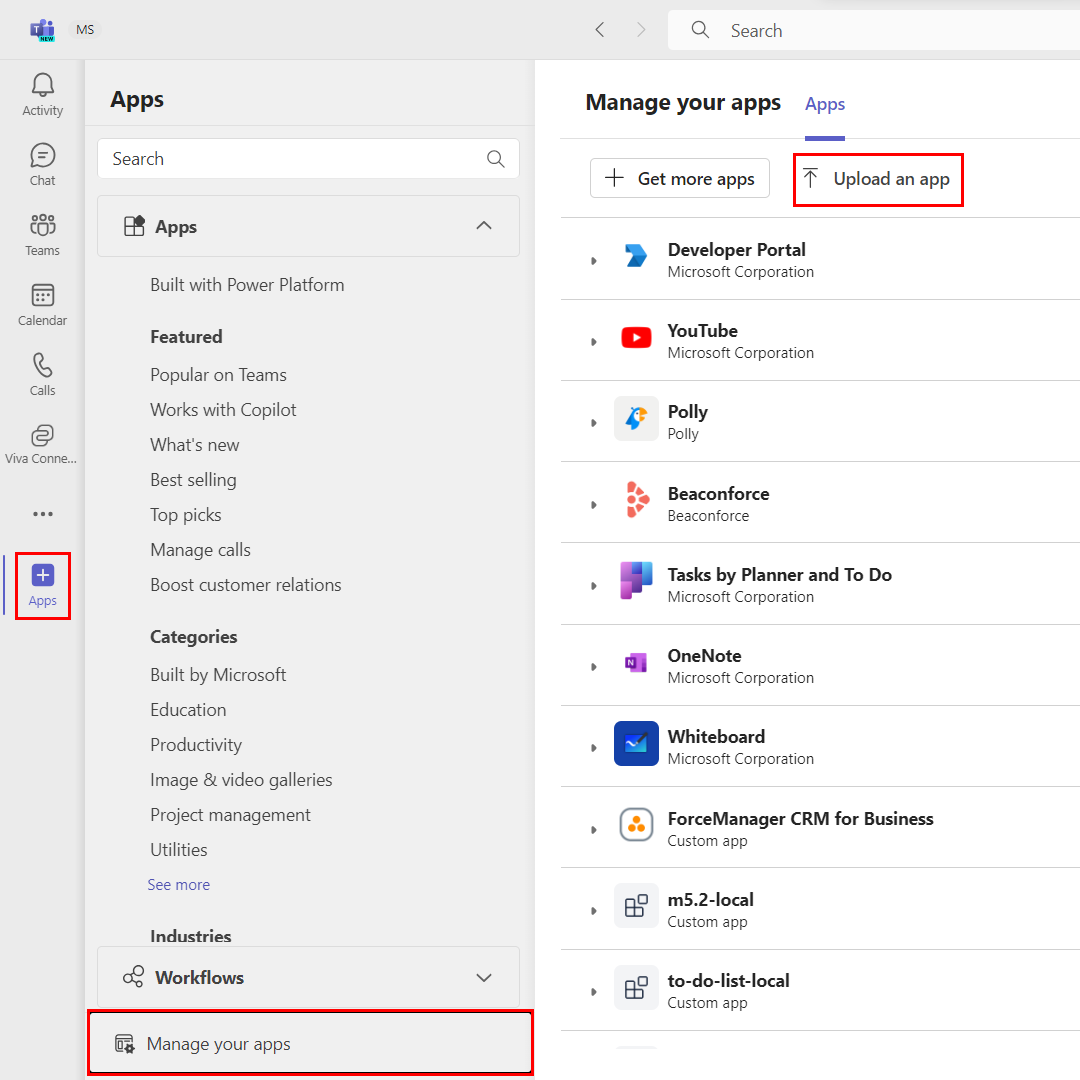 NEW
MS
Search
Activity
Chat
Teams
Calendar
Calls
Viva Conne...
Apps
Apps
Search
Apps
Built with Power Platform
Featured
Popular on Teams
Works with Copilot
What's new
Best selling
Top picks
Manage calls
Boost customer relations
Categories
Built by Microsoft
Education
Productivity
Image & video galleries
Project management
Utilities
See more
Industries
Workflows
Manage your apps
Manage your apps
Apps
Get more apps
Upload an app
Developer Portal
Microsoft Corporation
YouTube
Microsoft Corporation
Polly
Polly
Beaconforce
Beaconforce
Tasks by Planner and To Do
Microsoft Corporation
N
OneNote
Microsoft Corporation
Whiteboard
Microsoft Corporation
ForceManager CRM for Business
Custom app
m5.2-local
Custom app
to-do-list-local
Custom app